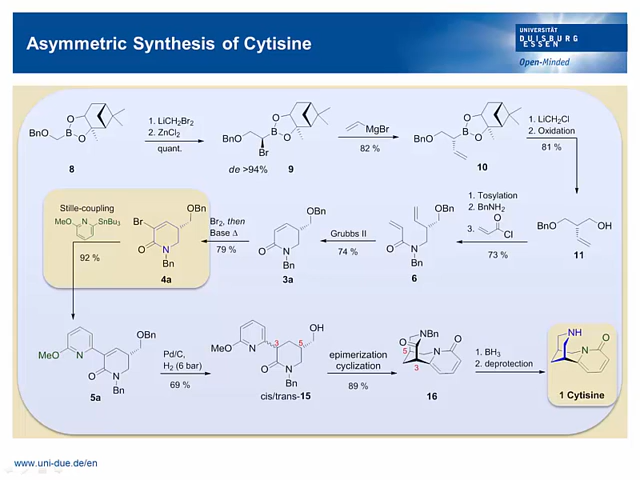 Asymmetric Synthesis of Cytisine
UNIVERSITÄT
DUISBURG
ESSEN
Open-Minded
BnO
O
B
O
8
1. LiCH2Br2
2. ZnCl2
quant.
BnO
O
B
O
Br
de >94%
9
MgBr
82 %
BnO
O
B
O
10
1. LiCH2Cl
2. Oxidation
81 %
BnO
OH
11
1. Tosylation
2. BnNH2
3.
O
Cl
73 %
OBn
O
N
Bn
6
Grubbs II
74 %
OBn
O
N
Bn
3a
Br2, then
Base Δ
79 %
OBn
Br
O
N
Bn
4a
Stille-coupling
MeO
N
SnBu3
92 %
OBn
MeO
N
O
N
Bn
5a
Pd/C,
H2 (6 bar)
69 %
OH
3
5
MeO
N
O
N
Bn
cis/trans-15
epimerization
cyclization
89 %
NBn
O
5
N
O
3
16
1. BH3
2. deprotection
NH
N
O
1 Cytisine
www.uni-due.de/en